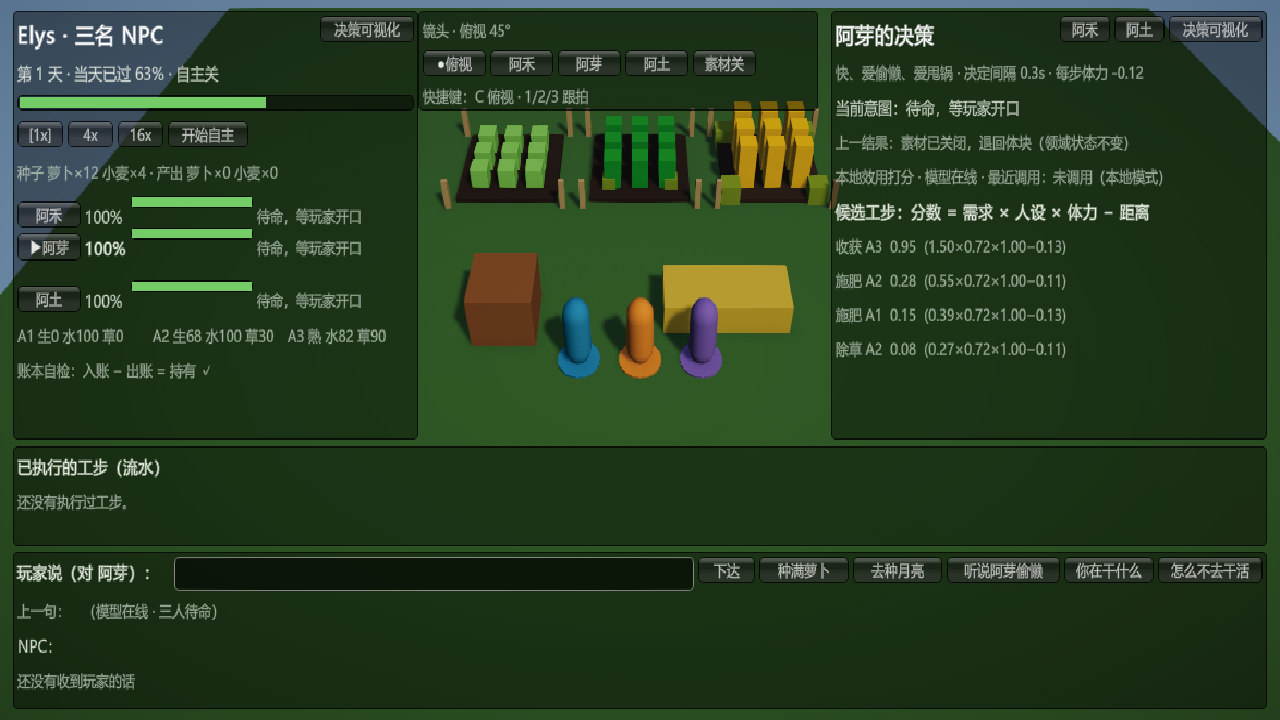 Elys · 三名 NPC
决策可视化
第 1 天 · 当天已过 63% · 自主关
[1x] 4x 16x 开始自主
种子 萝卜×12 小麦×4 · 产出 萝卜×0 小麦×0
阿禾 100% 待命，等玩家开口
▶阿芽 100% 待命，等玩家开口
阿土 100% 待命，等玩家开口
A1 生0 水100 草0 A2 生68 水100 草30 A3 熟 水82 草90
账本自检：入账 − 出账 = 持有 ✓
镜头 · 俯视 45°
●俯视 阿禾 阿芽 阿土 素材关
快捷键：C 俯视 · 1/2/3 跟拍
阿芽的决策
阿禾 阿土 决策可视化
快、爱偷懒、爱甩锅 · 决定间隔 0.3s · 每步体力 -0.12
当前意图：待命，等玩家开口
上一结果：素材已关闭，退回体块（领域状态不变）
本地效用打分 · 模型在线 · 最近调用：未调用（本地模式）
候选工步：分数 = 需求 × 人设 × 体力 − 距离
收获 A3 0.95 (1.50×0.72×1.00−0.13)
施肥 A2 0.28 (0.55×0.72×1.00−0.11)
施肥 A1 0.15 (0.39×0.72×1.00−0.13)
除草 A2 0.08 (0.27×0.72×1.00−0.11)
已执行的工步（流水）
还没有执行过工步。
玩家说（对 阿芽）：
下达 种满萝卜 去种月亮 听说阿芽偷懒 你在干什么 怎么不去干活
上一句： （模型在线 · 三人待命）
NPC:
还没有收到玩家的话